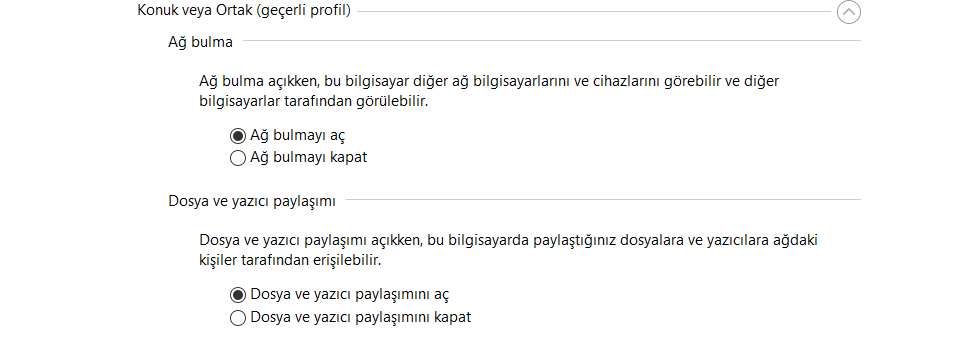 Konuk veya Ortak (geçerli profil)
Ağ bulma
Ağ bulma açıkken, bu bilgisayar diğer ağ bilgisayarlarını ve cihazlarını görebilir ve diğer
bilgisayarlar tarafından görülebilir.
Ağ bulmayı aç
Ağ bulmayı kapat
Dosya ve yazıcı paylaşımı
Dosya ve yazıcı paylaşımı açıkken, bu bilgisayarda paylaştığınız dosyalara ve yazıcılara ağdaki
kişiler tarafından erişilebilir.
Dosya ve yazıcı paylaşımını aç
Dosya ve yazıcı paylaşımını kapat